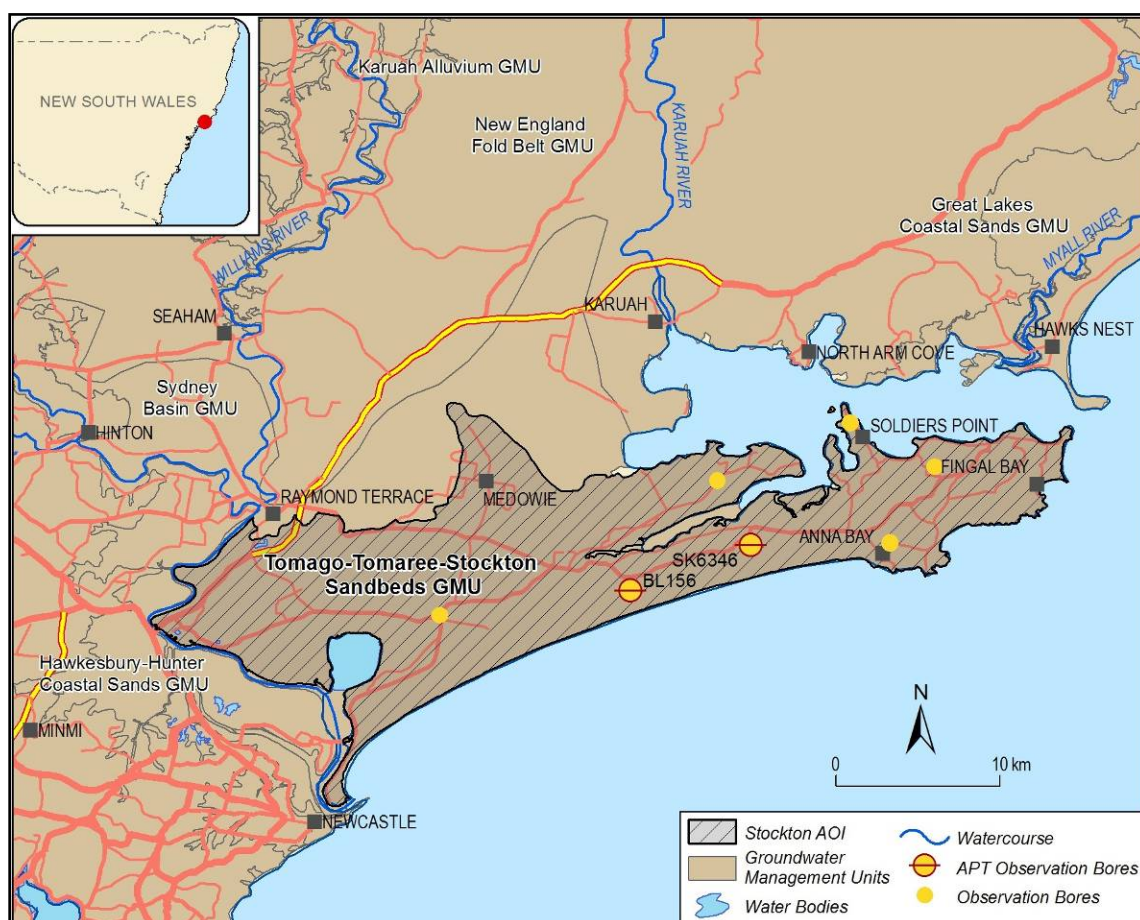 NEW SOUTH WALES
Karuah Alluvium GMU
New England
Fold Belt GMU
KARUAH RIVER
Great Lakes
Coastal Sands GMU
MYALL RIVER
WILLIAMS RIVER
SEAHAM
KARUAH
NORTH ARM COVE
HAWKS NEST
Sydney
Basin GMU
HINTON
SOLDIERS POINT
RAYMOND TERRACE
MEDOWIE
FINGAL BAY
ANNA BAY
Tomago-Tomaree-Stockton
Sandbeds GMU
SK6346
BL156
Hawkesbury-Hunter
Coastal Sands GMU
MINMI
NEWCASTLE
N
0 10 km
Stockton AOI
Groundwater
Management Units
Water Bodies
Watercourse
APT Observation Bores
Observation Bores